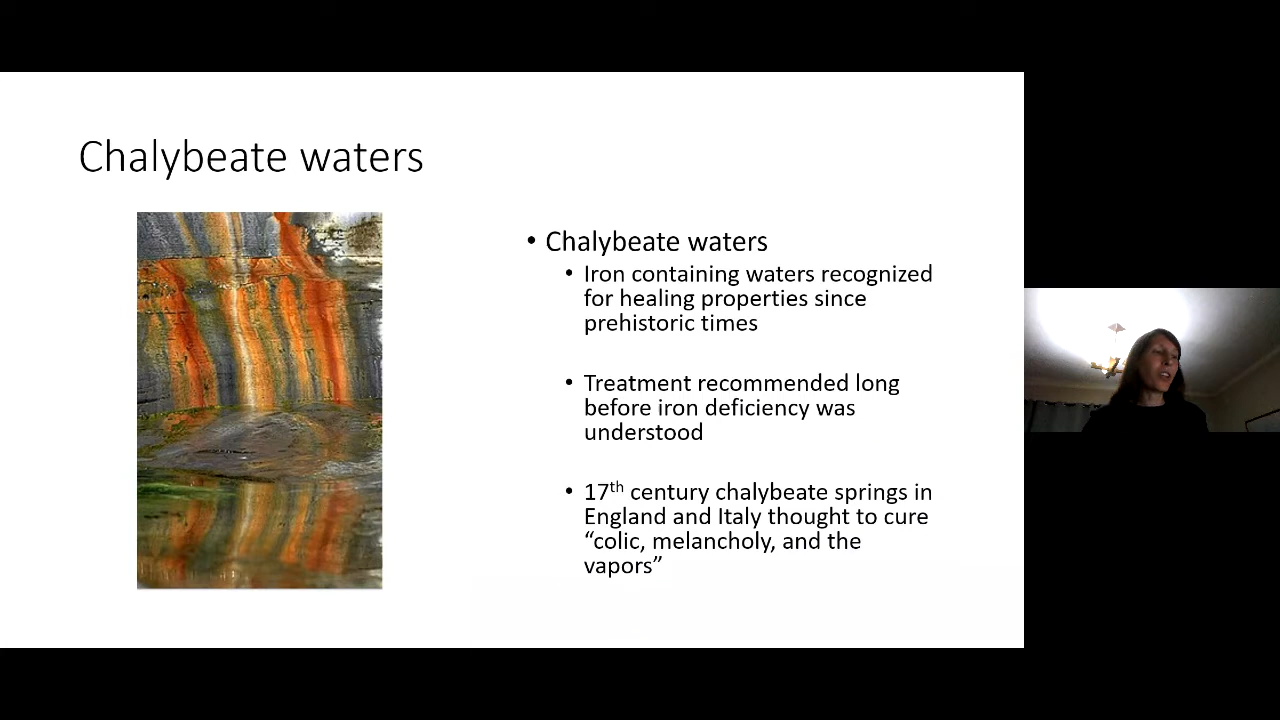 Chalybeate waters
• Chalybeate waters
• Iron containing waters recognized
for healing properties since
prehistoric times
• Treatment recommended long
before iron deficiency was
understood
• 17th century chalybeate springs in
England and Italy thought to cure
“colic, melancholy, and the
vapors”